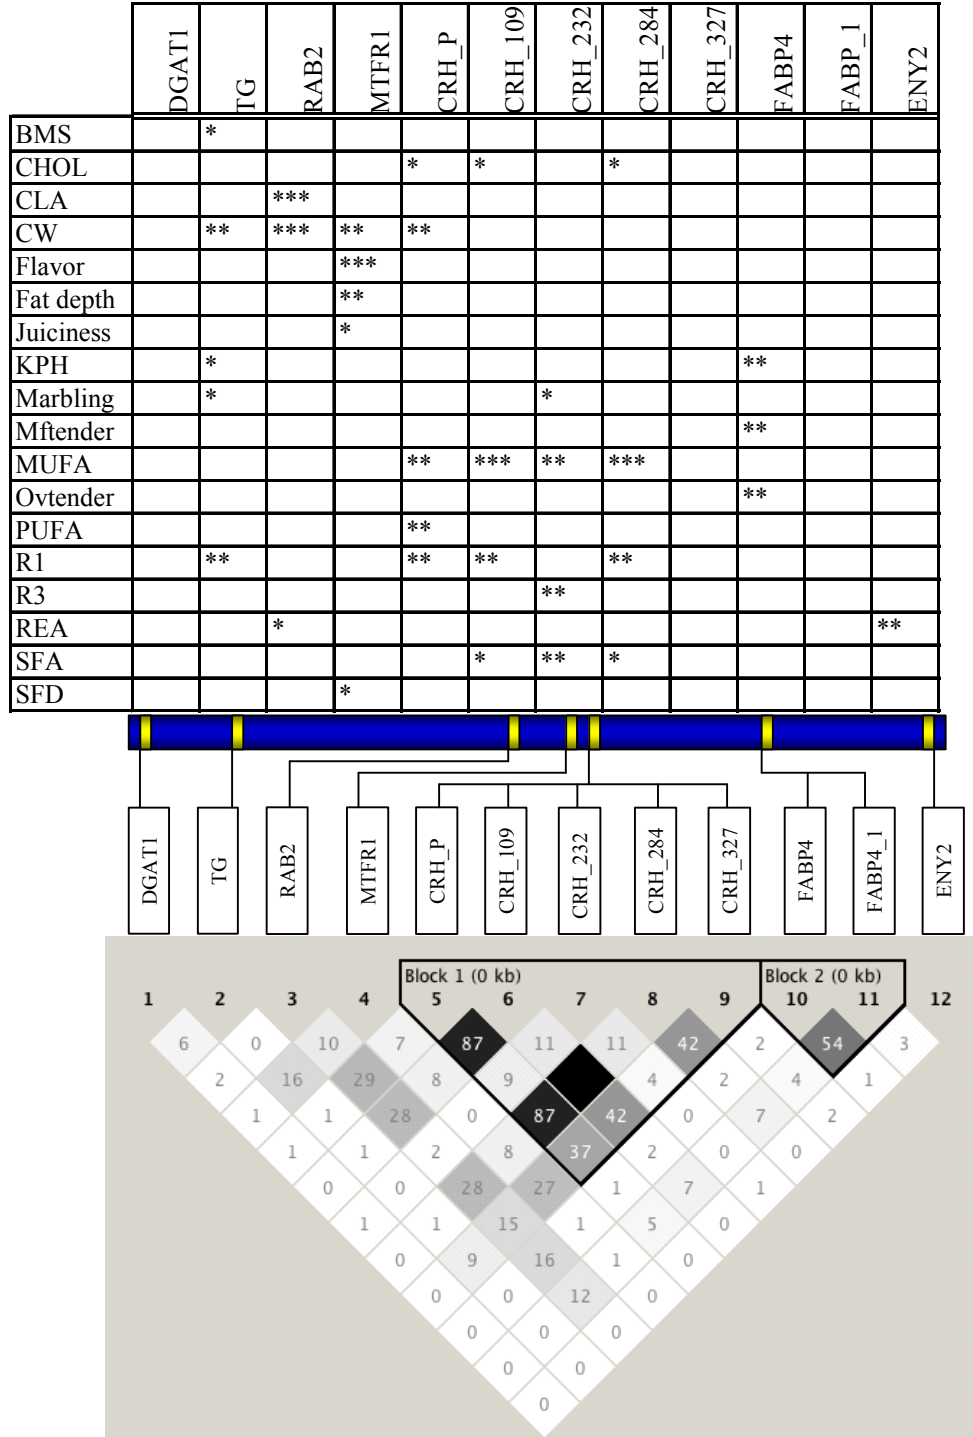 DGAT1 TG RAB2 MTFR1 CRH_P CRH_109 CRH_232 CRH_284 CRH_327 FABP4 FABP_1 ENY2
BMS *
CHOL * * *
CLA ***
CW ** *** ** **
Flavor ***
Fat depth **
Juiciness *
KPH * **
Marbling * *
Mftender **
MUFA ** *** ** ***
Ovtender **
PUFA **
R1 ** ** ** **
R3 **
REA * **
SFA * ** *
SFD *
DGAT1 TG RAB2 MTFR1 CRH_P CRH_109 CRH_232 CRH_284 CRH_327 FABP4 FABP4_1 ENY2
Block 1 (0 kb) Block 2 (0 kb)
1 2 3 4 5 6 7 8 9 10 11 12
6 0 10 7 87 11 11 42 2 54 3
2 16 29 8 9 4 2 4 1
1 1 28 0 87 42 0 7 2
1 1 2 8 37 2 0 0
0 0 28 27 1 7 1
1 1 15 1 5 0
0 9 16 1 0
0 0 12 0
0 0 0
0 0
0